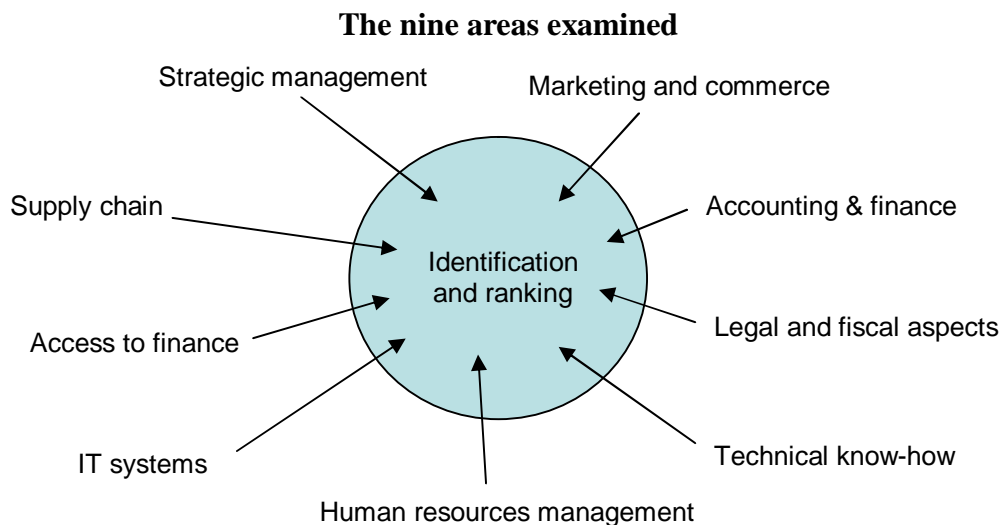 The nine areas examined
Strategic management
Marketing and commerce
Supply chain
Accounting & finance
Identification
and ranking
Access to finance
Legal and fiscal aspects
IT systems
Technical know-how
Human resources management